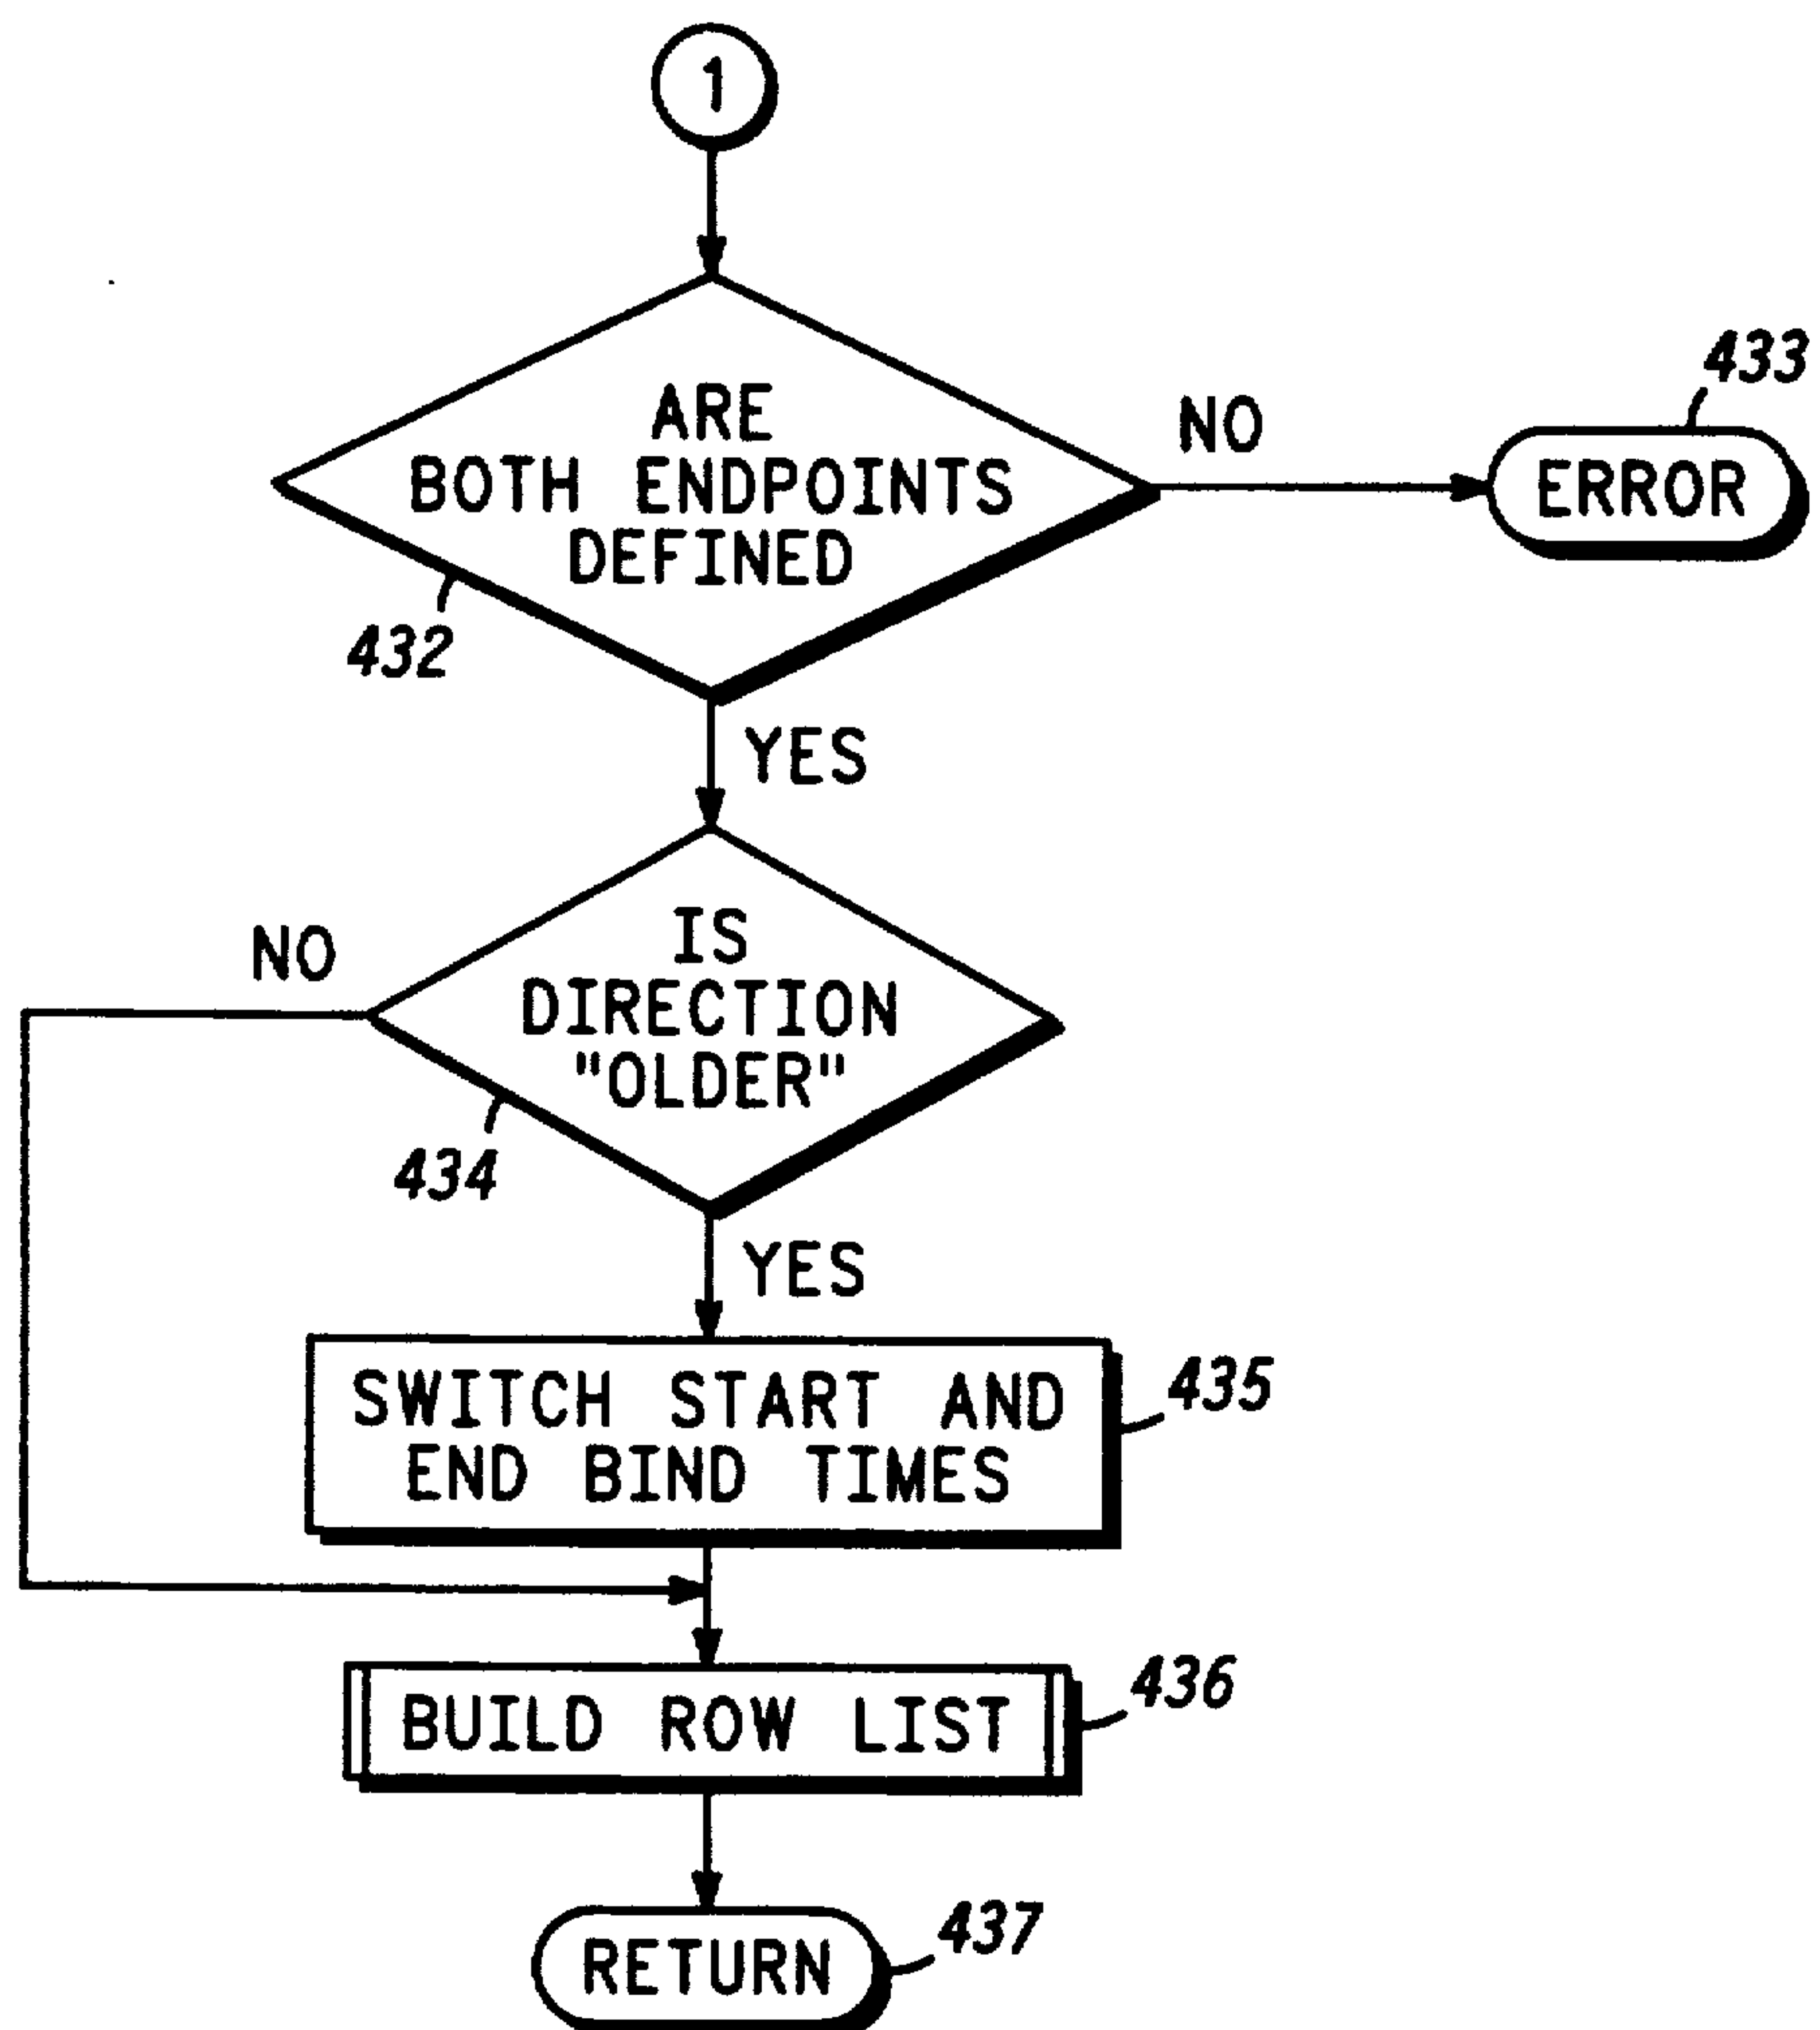 1
ARE
BOTH ENDPOINTS
DEFINED
432
NO
433
ERROR
YES
IS
DIRECTION
"OLDER"
434
NO
YES
SWITCH START AND
END BIND TIMES
435
BUILD ROW LIST
436
RETURN
437